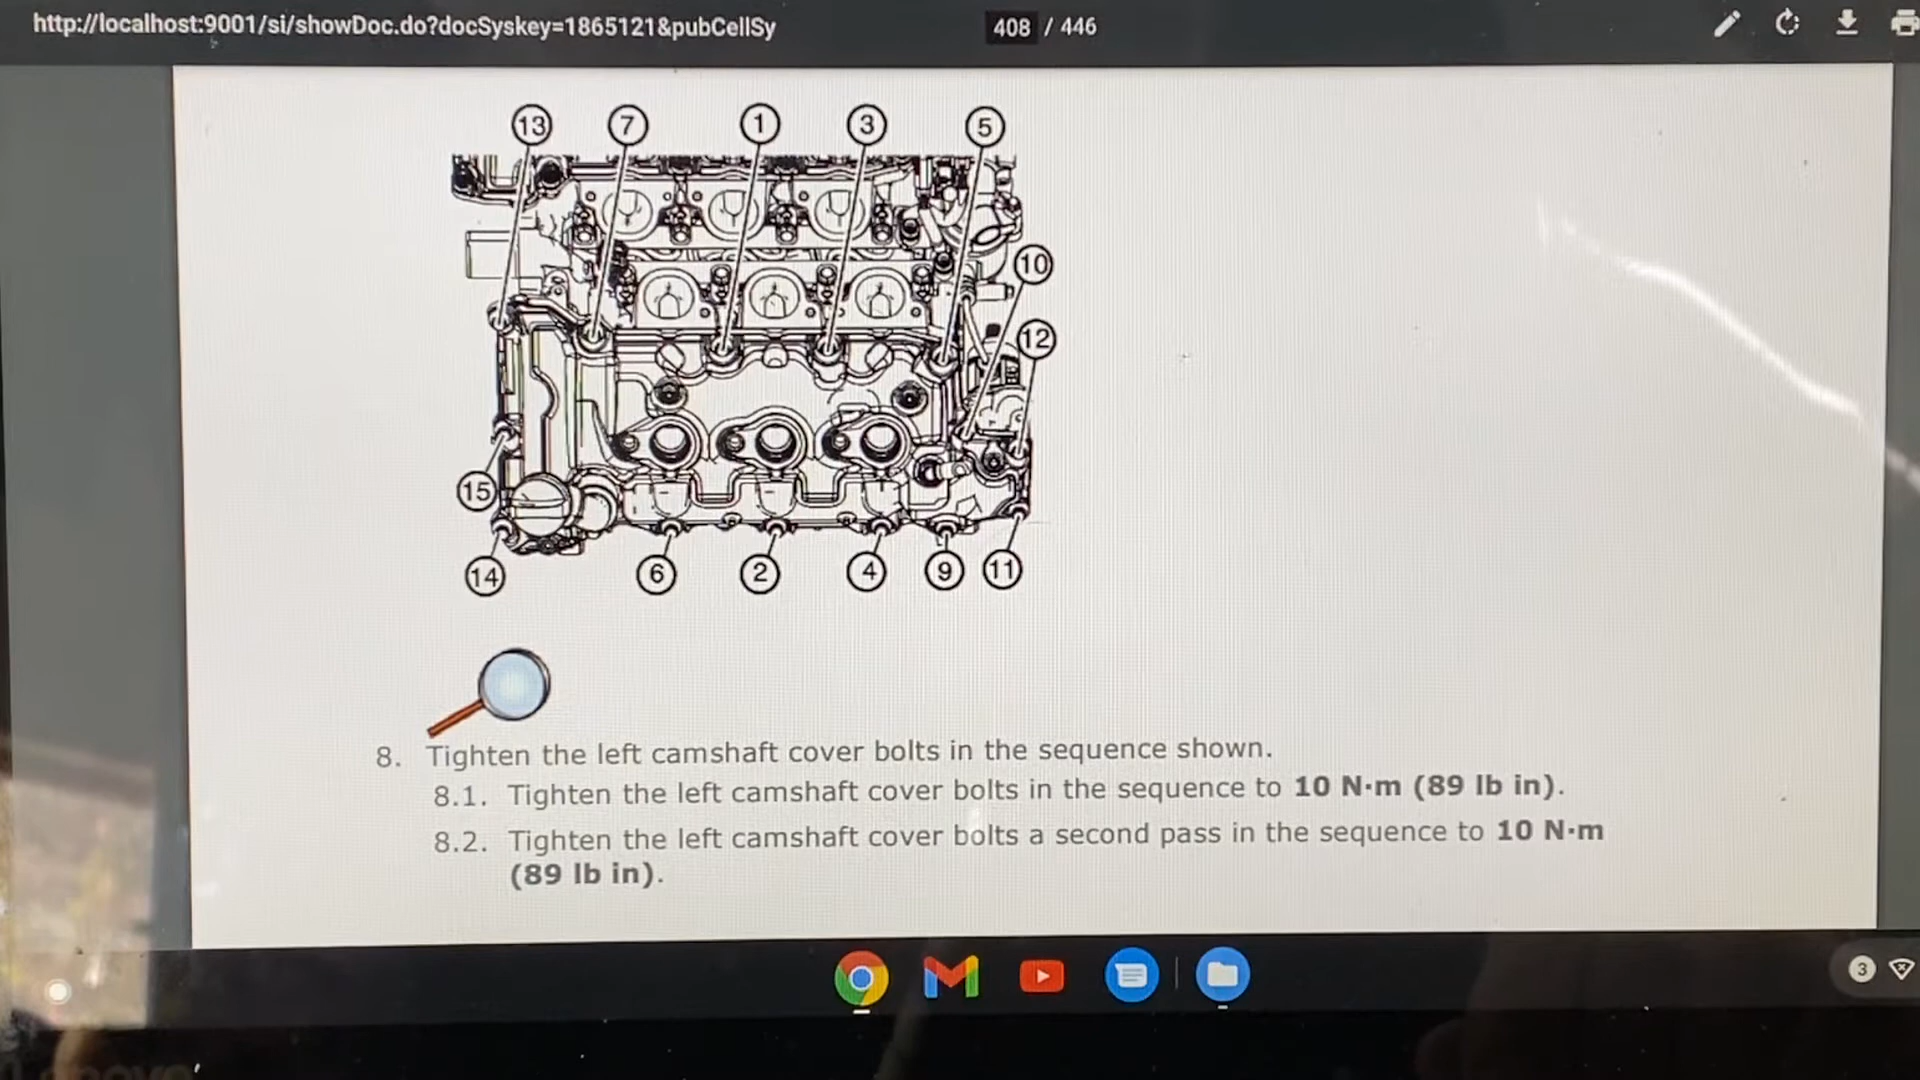 http://localhost:9001/si/showDoc.do?docSyskey=1865121&pubCellSy
408 / 446
13 7 1 3 5
10
12
15
14 6 2 4 9 11
8. Tighten the left camshaft cover bolts in the sequence shown.
8.1. Tighten the left camshaft cover bolts in the sequence to 10 N·m (89 lb in).
8.2. Tighten the left camshaft cover bolts a second pass in the sequence to 10 N·m
(89 lb in).
3